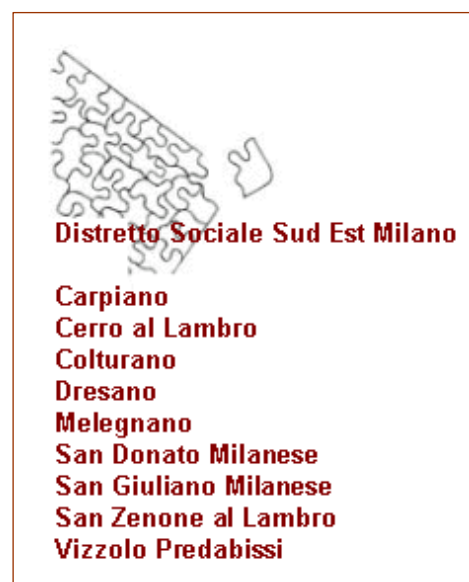 Distretto Sociale Sud Est Milano
Carpiano
Cerro al Lambro
Colturano
Dresano
Melegnano
San Donato Milanese
San Giuliano Milanese
San Zenone al Lambro
Vizzolo Predabissi